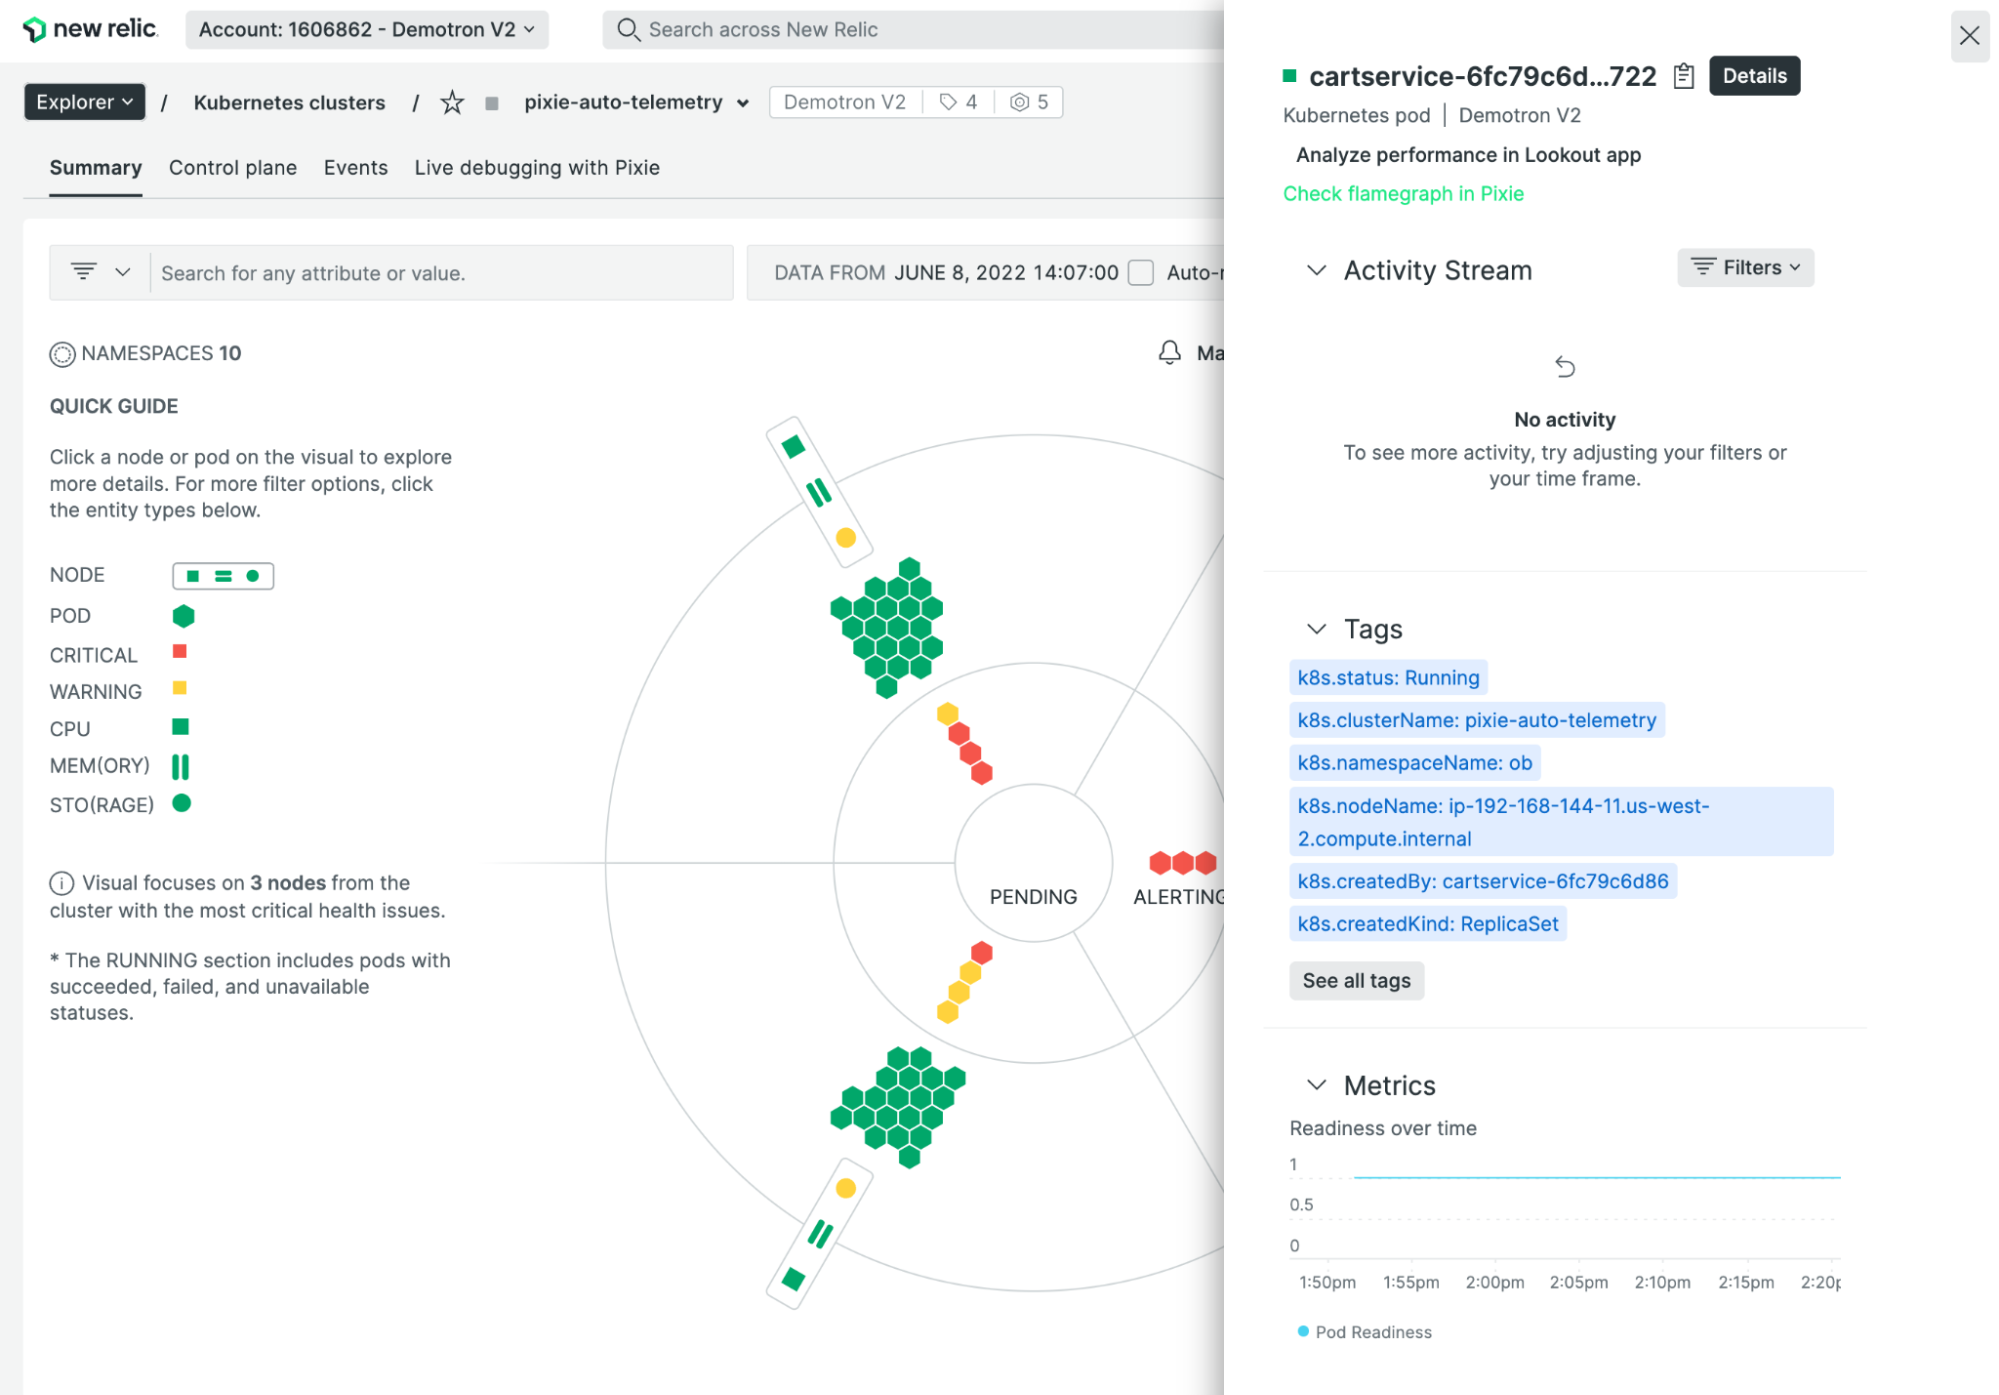 new relic.
Account: 1606862 - Demotron V2
Search across New Relic
Explorer / Kubernetes clusters / pixie-auto-telemetry Demotron V2 4 5
Summary Control plane Events Live debugging with Pixie
Search for any attribute or value.
DATA FROM JUNE 8, 2022 14:07:00 Auto-r
NAMESPACES 10
Ma
QUICK GUIDE
Click a node or pod on the visual to explore
more details. For more filter options, click
the entity types below.
NODE
POD
CRITICAL
WARNING
CPU
MEM(ORY)
STO(RAGE)
Visual focuses on 3 nodes from the
cluster with the most critical health issues.
* The RUNNING section includes pods with
succeeded, failed, and unavailable
statuses.
PENDING
ALERTING
cartservice-6fc79c6d...722 Details
Kubernetes pod | Demotron V2
Analyze performance in Lookout app
Check flamegraph in Pixie
Activity Stream Filters
No activity
To see more activity, try adjusting your filters or
your time frame.
Tags
k8s.status: Running
k8s.clusterName: pixie-auto-telemetry
k8s.namespaceName: ob
k8s.nodeName: ip-192-168-144-11.us-west-
2.compute.internal
k8s.createdBy: cartservice-6fc79c6d86
k8s.createdKind: ReplicaSet
See all tags
Metrics
Readiness over time
1
0.5
0
1:50pm 1:55pm 2:00pm 2:05pm 2:10pm 2:15pm 2:20p
Pod Readiness